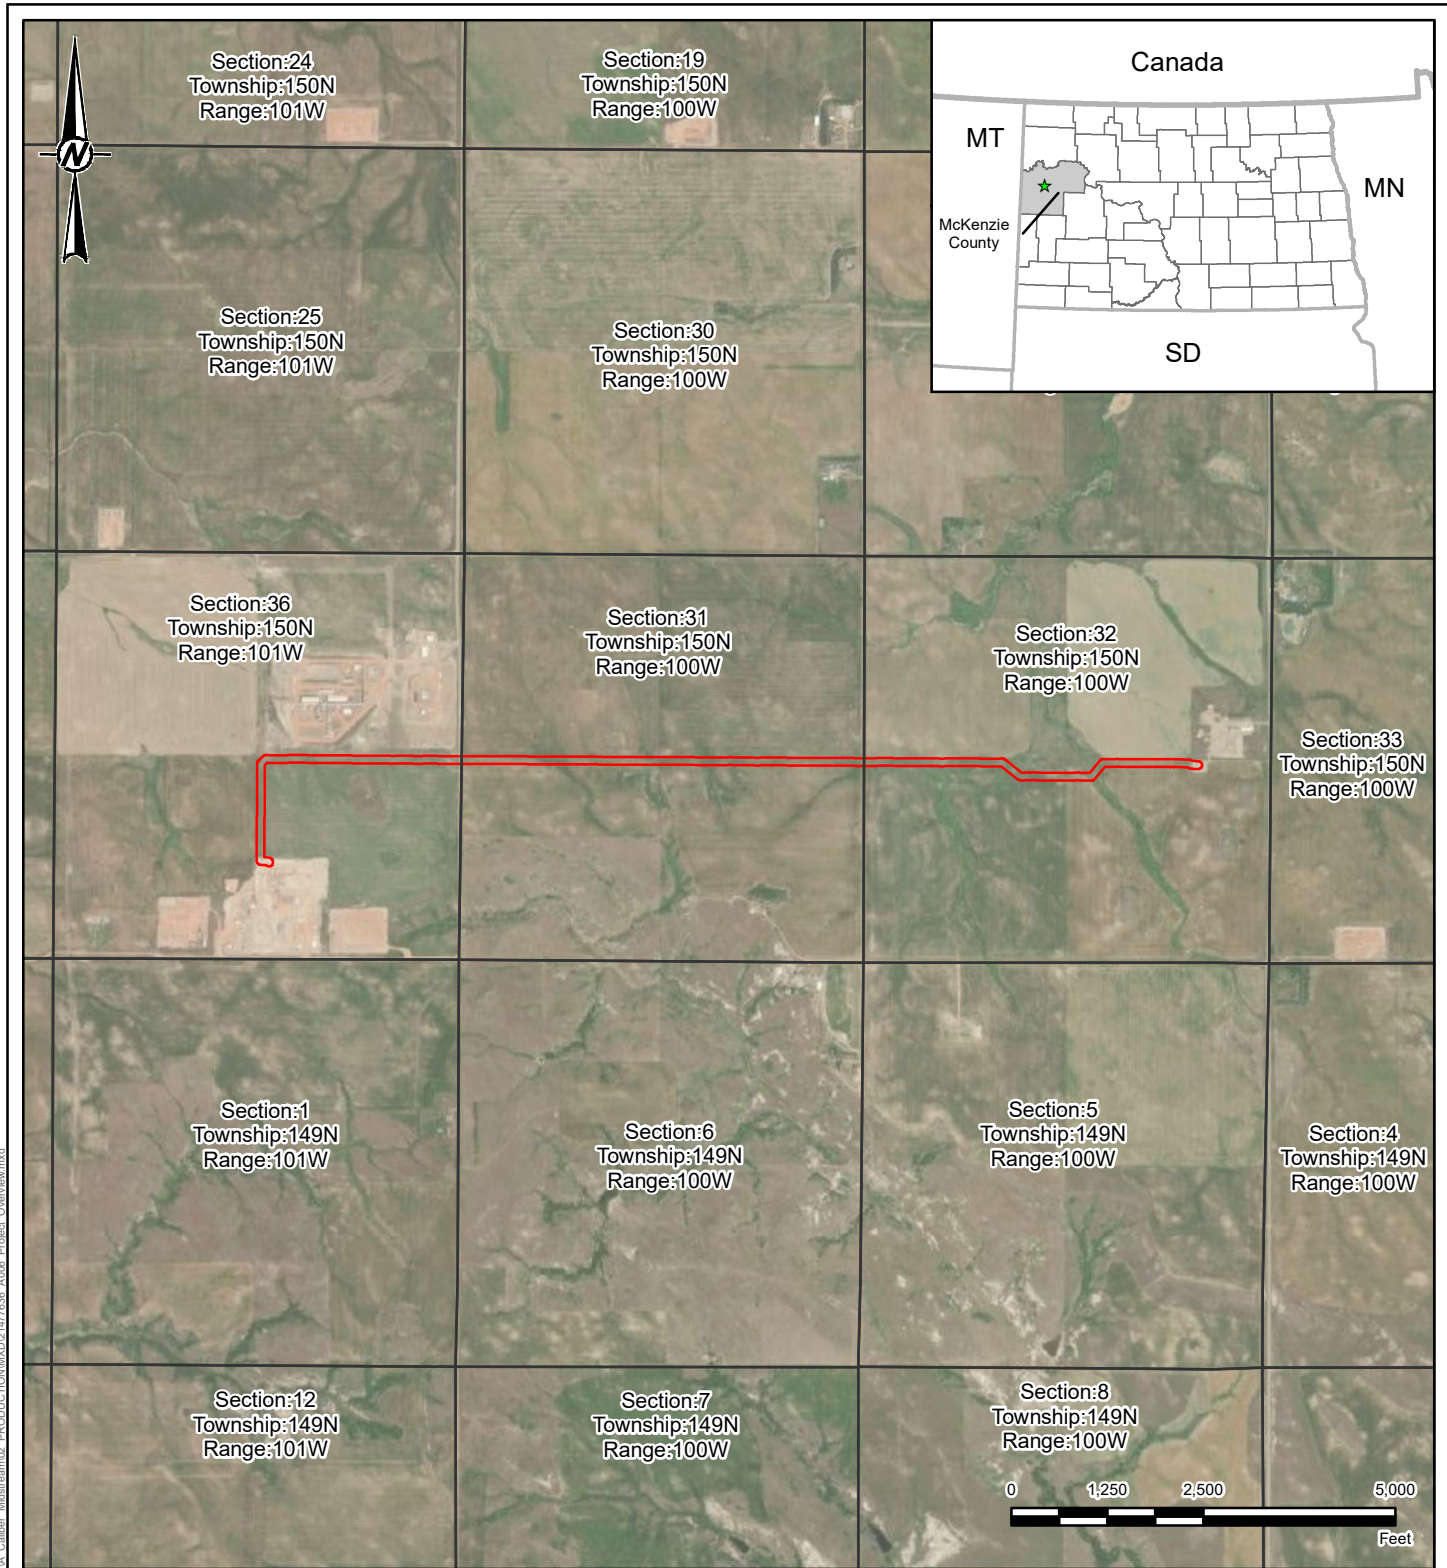 Section:24
Township:150N
Range:101W
Section:19
Township:150N
Range:100W
Canada
MT
MN
McKenzie
County
SD
N
Section:25
Township:150N
Range:101W
Section:30
Township:150N
Range:100W
Section:36
Township:150N
Range:101W
Section:31
Township:150N
Range:100W
Section:32
Township:150N
Range:100W
Section:33
Township:150N
Range:100W
Section:1
Township:149N
Range:101W
Section:6
Township:149N
Range:100W
Section:5
Township:149N
Range:100W
Section:4
Township:149N
Range:100W
Section:12
Township:149N
Range:101W
Section:7
Township:149N
Range:100W
Section:8
Township:149N
Range:100W
0 1,250 2,500 5,000
Feet